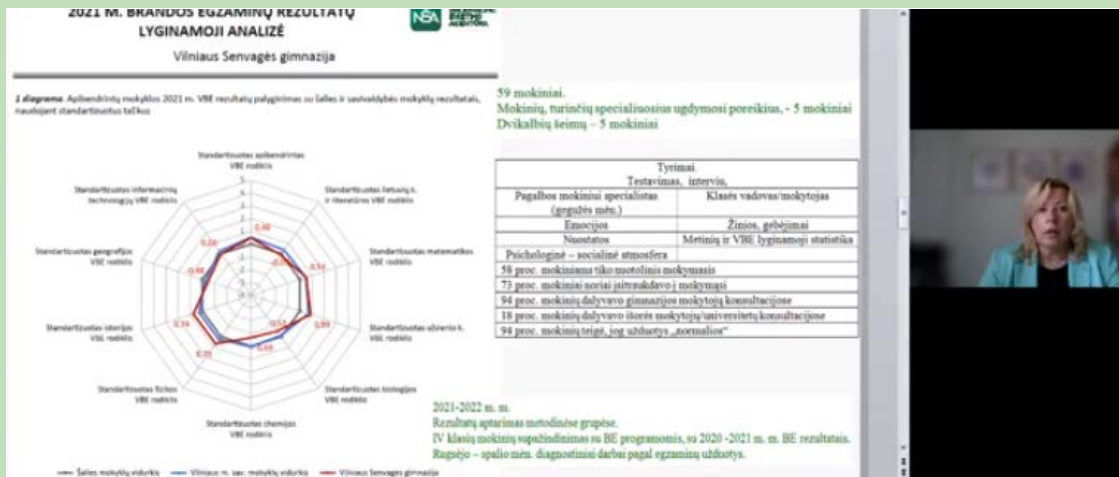 2021 M. BRANDOS EGZAMINŲ REZULTATŲ
LYGINAMOJI ANALIZĖ
Vilniaus Senvagės gimnazija
NŠA
1 diagrama. Apibendrintų mokyklos 2021 m. VBE rezultatų palyginimas su šalies ir savivaldybės mokyklų rezultatais,
naudojant standartizuotus taškus
Standartizuotas apibendrintas
VBE rodiklis
Standartizuotas lietuvių k.
ir literatūros VBE rodiklis
Standartizuotas matematikos
VBE rodiklis
Standartizuotas užsienio k.
VBE rodiklis
Standartizuotas biologijos
VBE rodiklis
Standartizuotas chemijos
VBE rodiklis
Standartizuotas fizikos
VBE rodiklis
Standartizuotas istorijos
VBE rodiklis
Standartizuotas geografijos
VBE rodiklis
Standartizuotas informacinių
technologijų VBE rodiklis
5
4
3
2
1
0,48
Šalies mokyklų vidurkis
Vilniaus m. sav. mokyklų vidurkis
Vilniaus Senvagės gimnazija
59 mokiniai.
Mokinių, turinčių specialiuosius ugdymosi poreikius, - 5 mokiniai
Dvikalbių šeimų – 5 mokiniai
Tyrimai.
Testavimas, interviu,
Pagalbos mokiniui specialistas
(gegužės mėn.)
Klasės vadovas/mokytojas
Emocijos
Žinios, gebėjimai
Nuostatos
Metinių ir VBE lyginamoji statistika
Psichologinė – socialinė atmosfera
58 proc. mokiniams tiko nuotolinis mokymasis
73 proc. mokiniai noriai įsitraukdavo į mokymąsi
94 proc. mokinių dalyvavo gimnazijos mokytojų konsultacijose
18 proc. mokinių dalyvavo išorės mokytojų/universitetų konsultacijose
94 proc. mokinių teigė, jog užduotys „normalios“
2021-2022 m. m.
Rezultatų aptarimas metodinėse grupėse.
IV klasių mokinių supažindinimas su BE programomis, su 2020 -2021 m. m. BE rezultatais.
Rugsėjo – spalio mėn. diagnostiniai darbai pagal egzaminų užduotys.